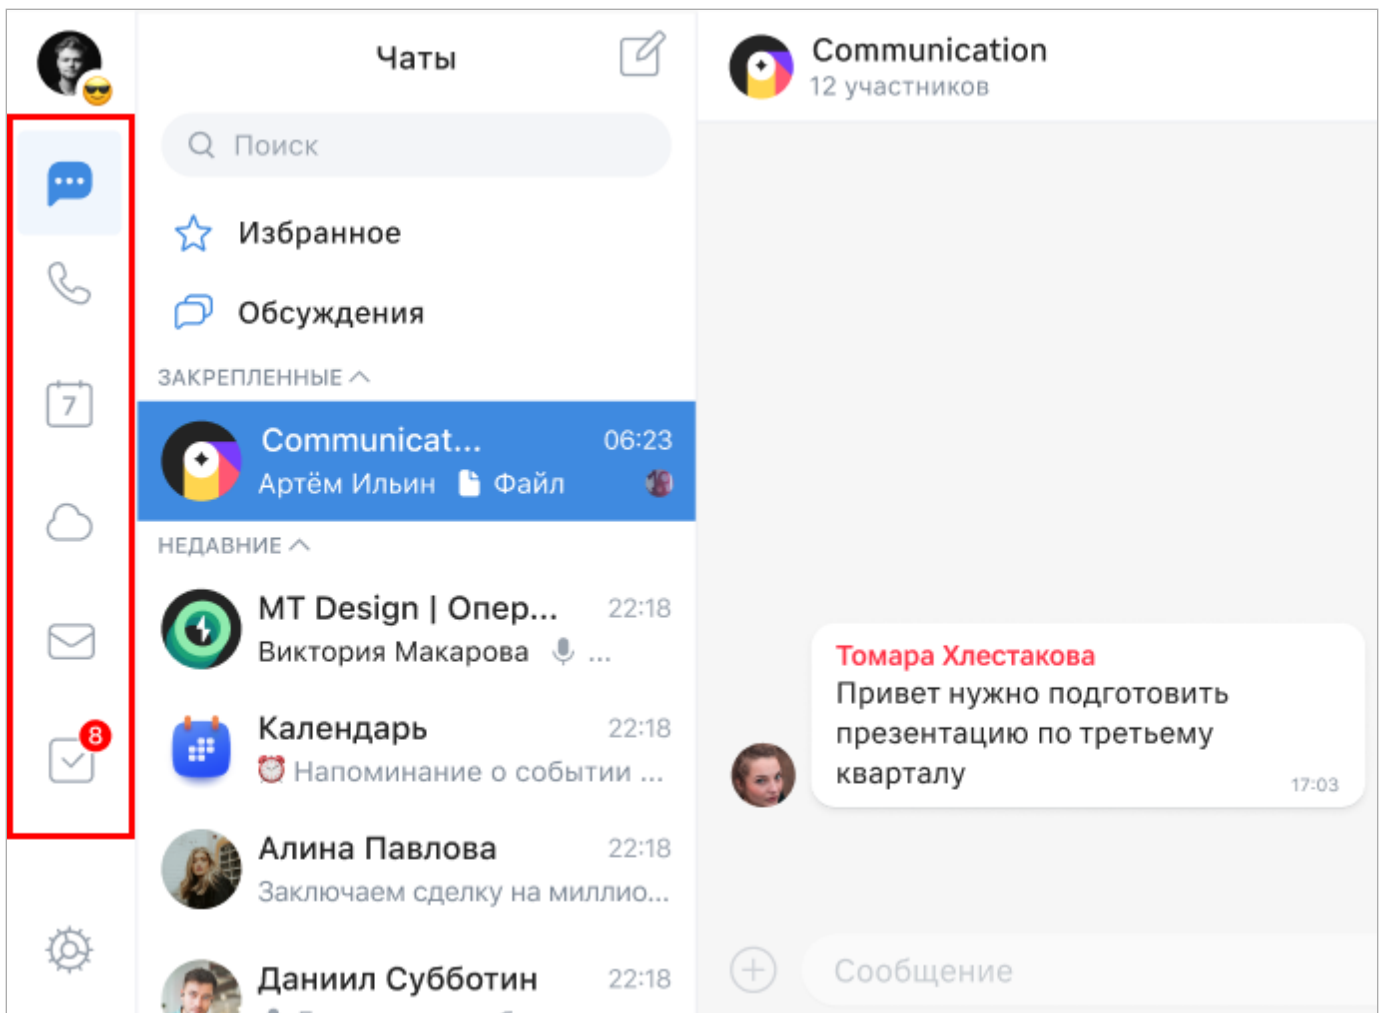 Чаты
Поиск
Избранное
Обсуждения
ЗАКРЕПЛЕННЫЕ
Communicat... 06:23
Артём Ильин Файл
НЕДАВНИЕ
MT Design | Опер... 22:18
Виктория Макарова ...
Календарь 22:18
Напоминание о событии ...
Алина Павлова 22:18
Заключаем сделку на миллио...
Даниил Субботин 22:18
7
8
Communication
12 участников
Томара Хлестакова
Привет нужно подготовить
презентацию по третьему
кварталу
17:03
Сообщение